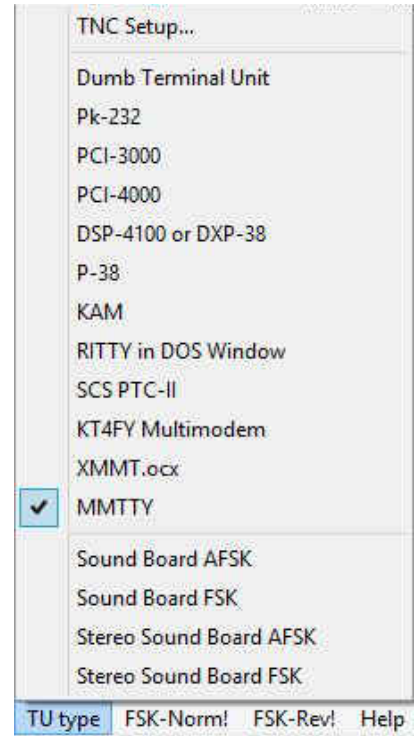 TNC Setup...
Dumb Terminal Unit
Pk-232
PCI-3000
PCI-4000
DSP-4100 or DXP-38
P-38
KAM
RITTY in DOS Window
SCS PTC-II
KT4FY Multimodem
XMMT.ocx
MMTTY
Sound Board AFSK
Sound Board FSK
Stereo Sound Board AFSK
Stereo Sound Board FSK
TU type FSK-Norm! FSK-Rev! Help